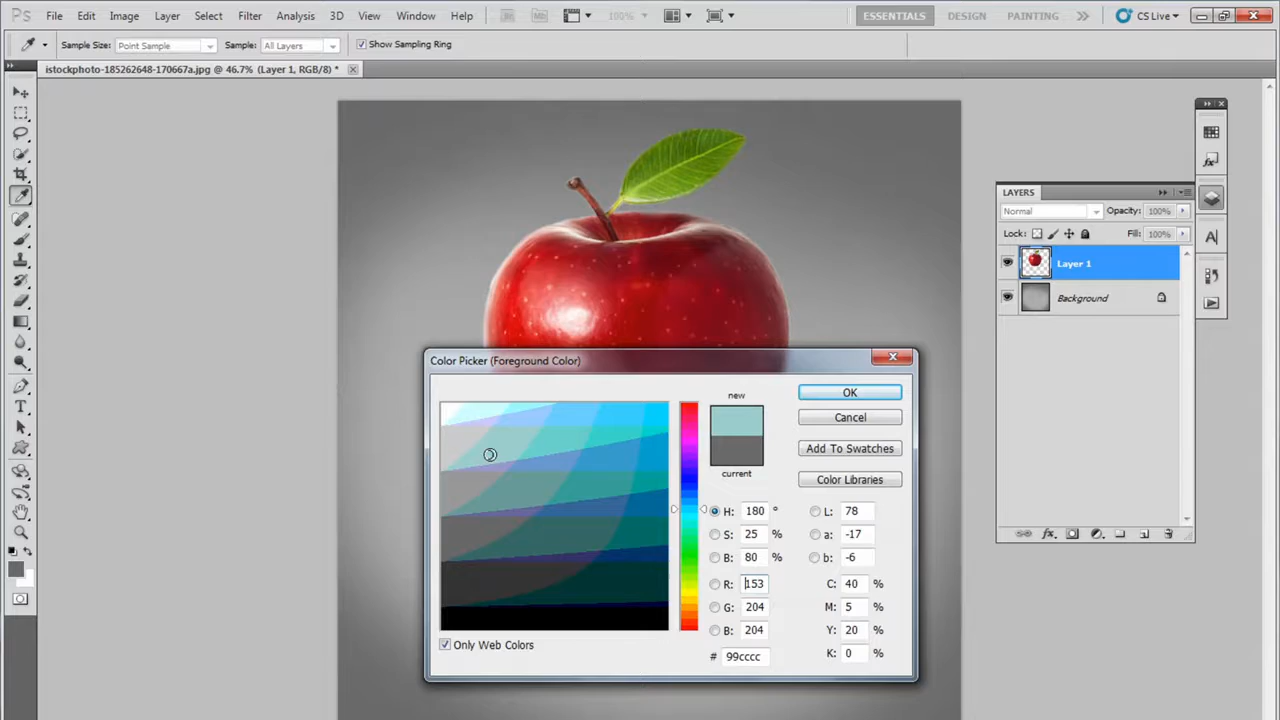 Ps File Edit Image Layer Select Filter Analysis 3D View Window Help Br Mb 100% ESSENTIALS DESIGN PAINTING CS Live
Sample Size: Point Sample Sample: All Layers Show Sampling Ring
istockphoto-185262648-170667a.jpg @ 46.7% (Layer 1, RGB/8) *
LAYERS
Normal Opacity: 100%
Lock: Fill: 100%
Layer 1
Background
Color Picker (Foreground Color)
new
current
OK
Cancel
Add To Swatches
Color Libraries
H: 180 ° L: 78
S: 25 % a: -17
B: 80 % b: -6
R: 153 C: 40 %
G: 204 M: 5 %
B: 204 Y: 20 %
# 99cccc K: 0 %
Only Web Colors